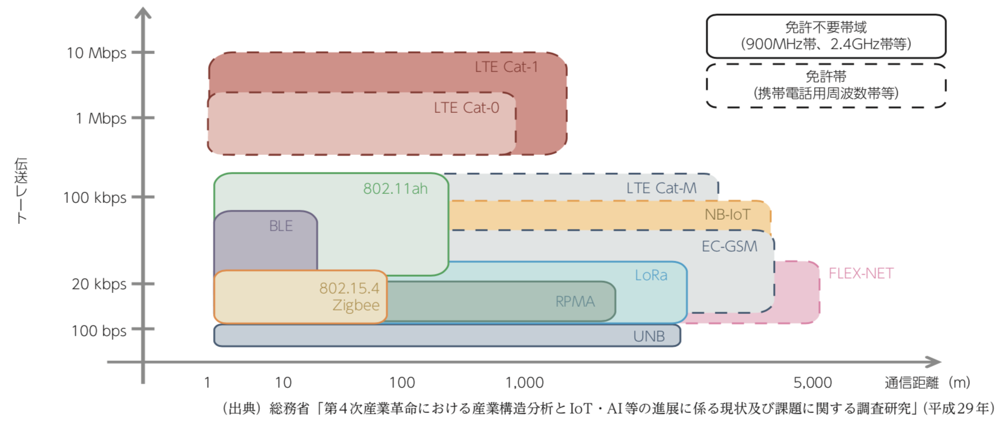 免許不要帯域
（900MHz帯、2.4GHz帯等）
免許帯
（携帯電話用周波数帯等）
伝送レート
10 Mbps
1 Mbps
100 kbps
20 kbps
100 bps
LTE Cat-1
LTE Cat-0
802.11ah
LTE Cat-M
NB-IoT
BLE
EC-GSM
LoRa
FLEX-NET
802.15.4
Zigbee
RPMA
UNB
1
10
100
1,000
5,000
通信距離（m）
（出典）総務省「第4次産業革命における産業構造分析とIoT・AI等の進展に係る現状及び課題に関する調査研究」（平成29年）